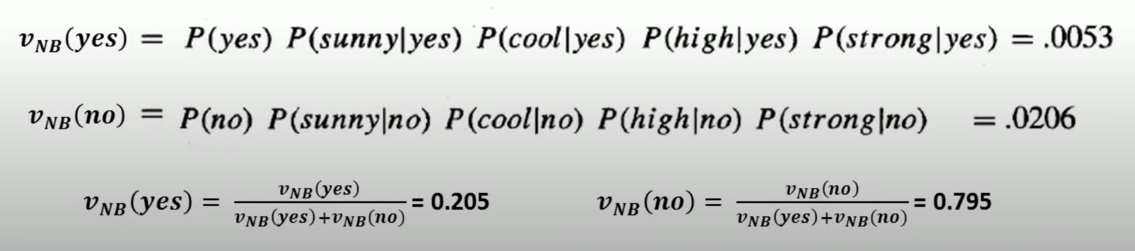 v_NB(yes) = P(yes) P(sunny|yes) P(cool|yes) P(high|yes) P(strong|yes) = .0053
v_NB(no) = P(no) P(sunny|no) P(cool|no) P(high|no) P(strong|no) = .0206
v_NB(yes) = v_NB(yes) / v_NB(yes)+v_NB(no) = 0.205 v_NB(no) = v_NB(no) / v_NB(yes)+v_NB(no) = 0.795